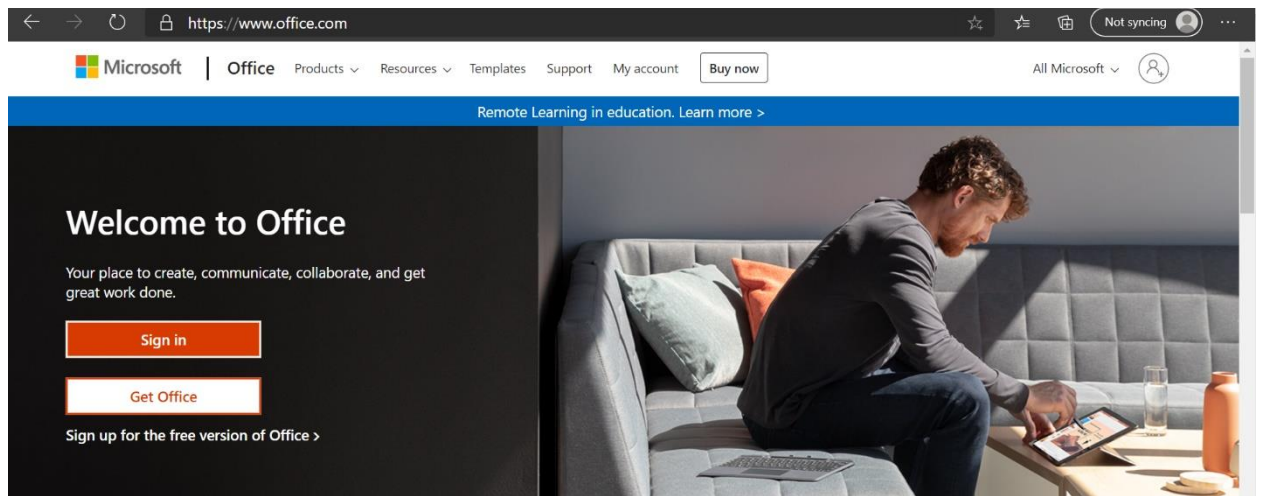 https://www.office.com Not syncing
Microsoft Office Products Resources Templates Support My account Buy now All Microsoft
Remote Learning in education. Learn more >
Welcome to Office
Your place to create, communicate, collaborate, and get
great work done.
Sign in
Get Office
Sign up for the free version of Office >